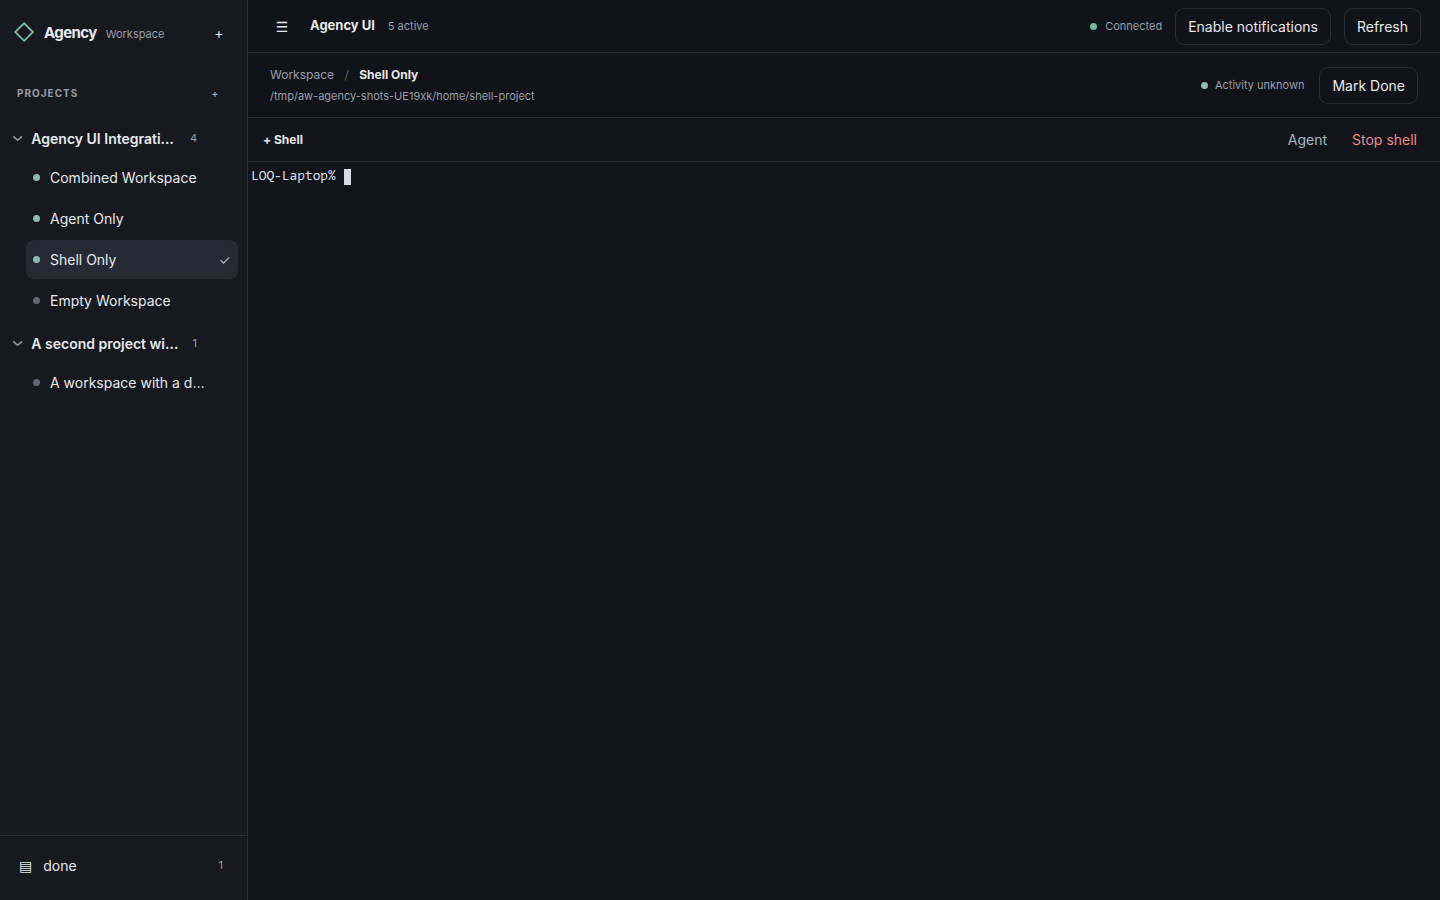 Agency Workspace +
PROJECTS +
Agency UI Integrati... 4
Combined Workspace
Agent Only
Shell Only ✓
Empty Workspace
A second project wi... 1
A workspace with a d...
done 1
☰ Agency UI 5 active
Connected Enable notifications Refresh
Workspace / Shell Only
/tmp/aw-agency-shots-UE19xk/home/shell-project
Activity unknown Mark Done
+ Shell Agent Stop shell
LOQ-Laptop%